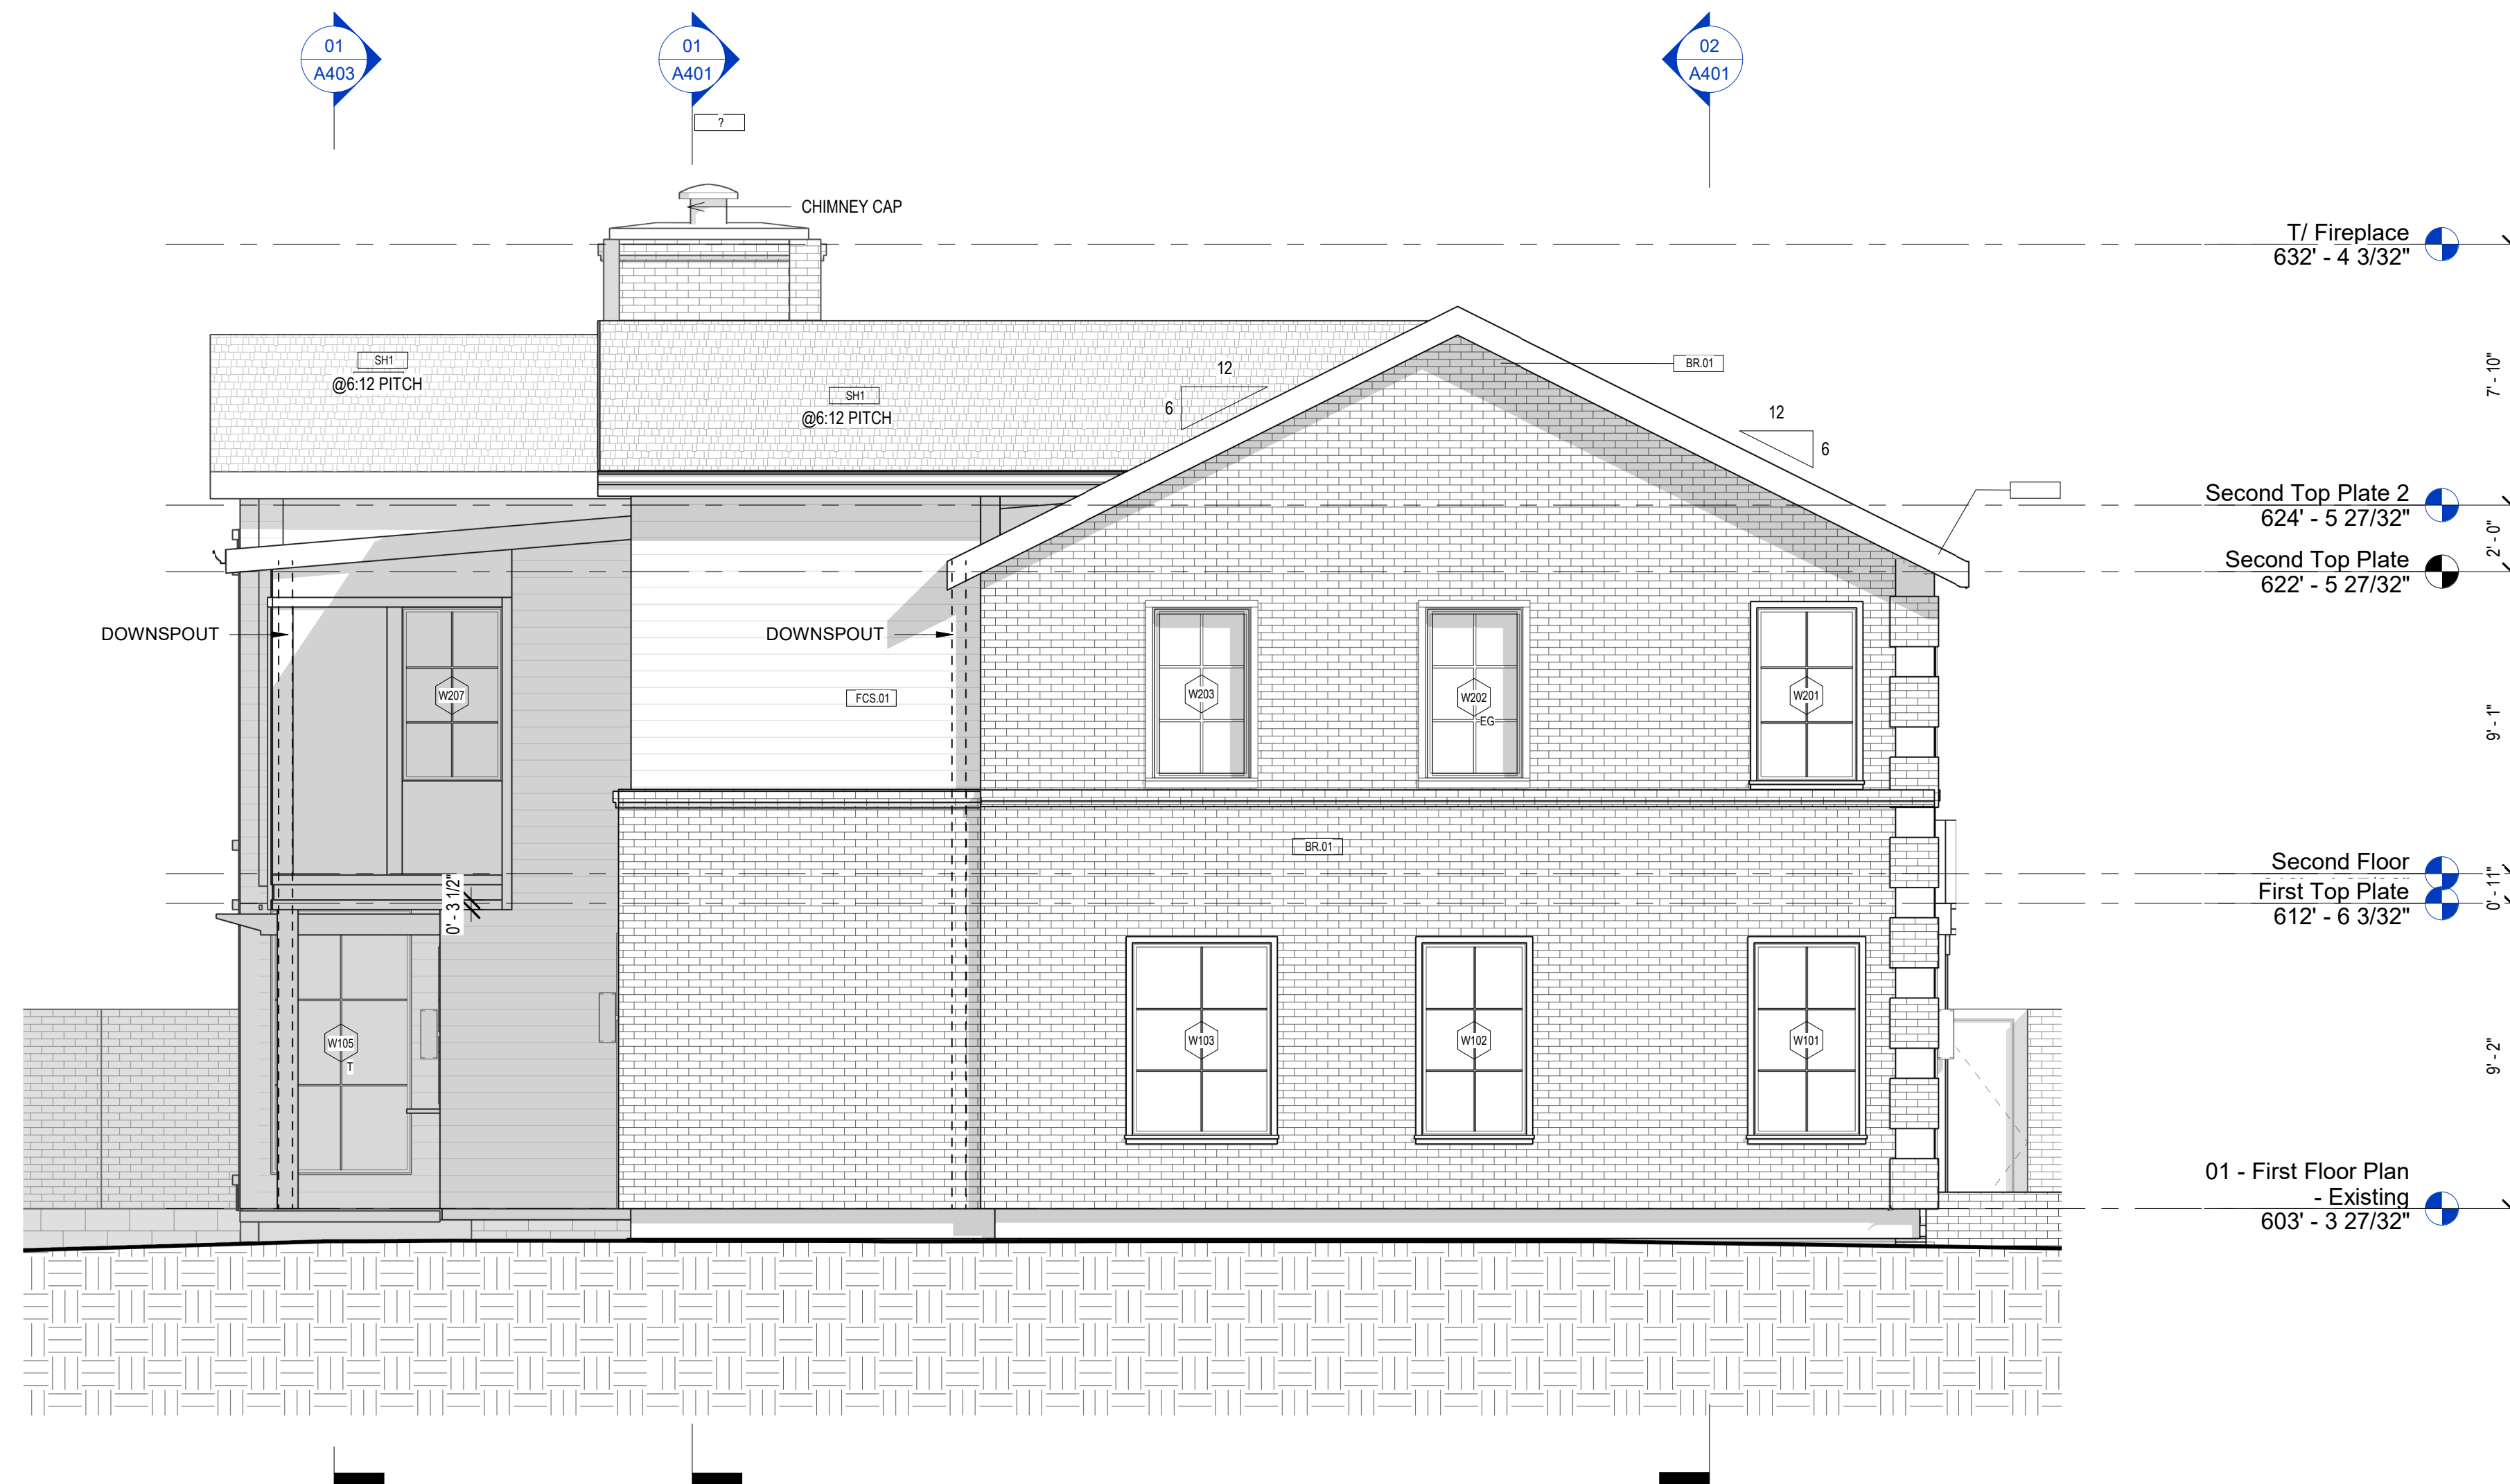 01
A403
01
A401
02
A401
?
CHIMNEY CAP
T/ Fireplace
632' - 4 3/32"
SH1
@6:12 PITCH
SH1
@6:12 PITCH
12
6
BR.01
12
6
7' - 10"
Second Top Plate 2
624' - 5 27/32"
2' - 0"
Second Top Plate
622' - 5 27/32"
DOWNSPOUT
DOWNSPOUT
W207
FCS.01
W203
W202
EG
W201
9' - 1"
BR.01
Second Floor
0' - 11"
First Top Plate
612' - 6 3/32"
0' - 3 1/2"
W105
T
W103
W102
W101
9' - 2"
01 - First Floor Plan
- Existing
603' - 3 27/32"